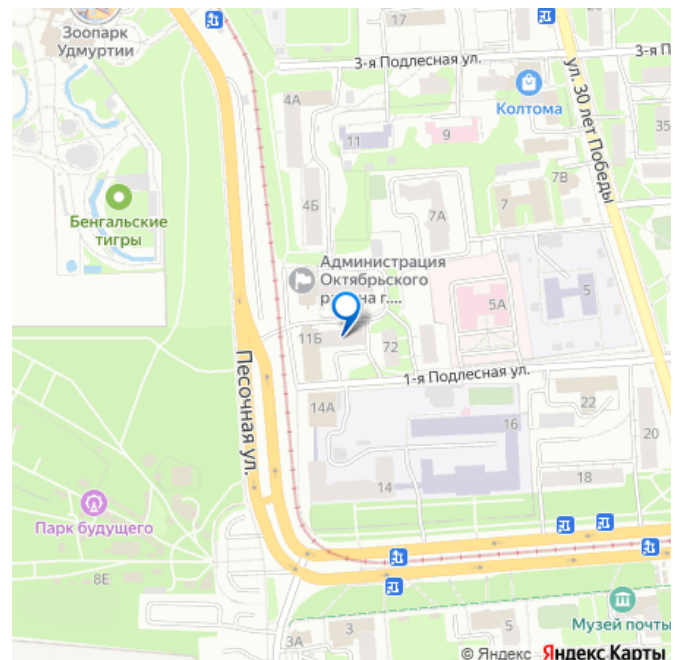 Зоопарк
Удмуртии
17
3-я Подлесная ул.
3-я П
ул. 30 лет Победы
Колтома
4А
11
9
35
7В
7
Бенгальские
тигры
4Б
7А
Администрация
Октябрьского
района г....
5А
5
11Б
72
1-я Подлесная ул.
Песочная ул.
14А
22
16
20
14
18
Парк будущего
8Е
Музей почты
3А
3
5
© Яндекс Яндекс Карты